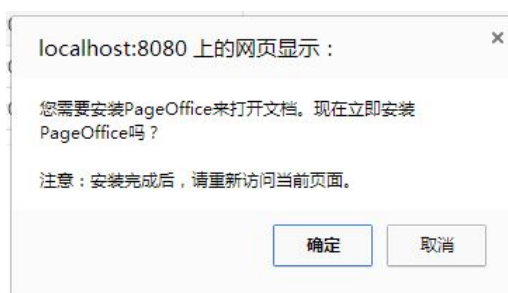 localhost:8080 上的网页显示：
您需要安装PageOffice来打开文档。现在立即安装
PageOffice吗？
注意：安装完成后，请重新访问当前页面。
确定
取消